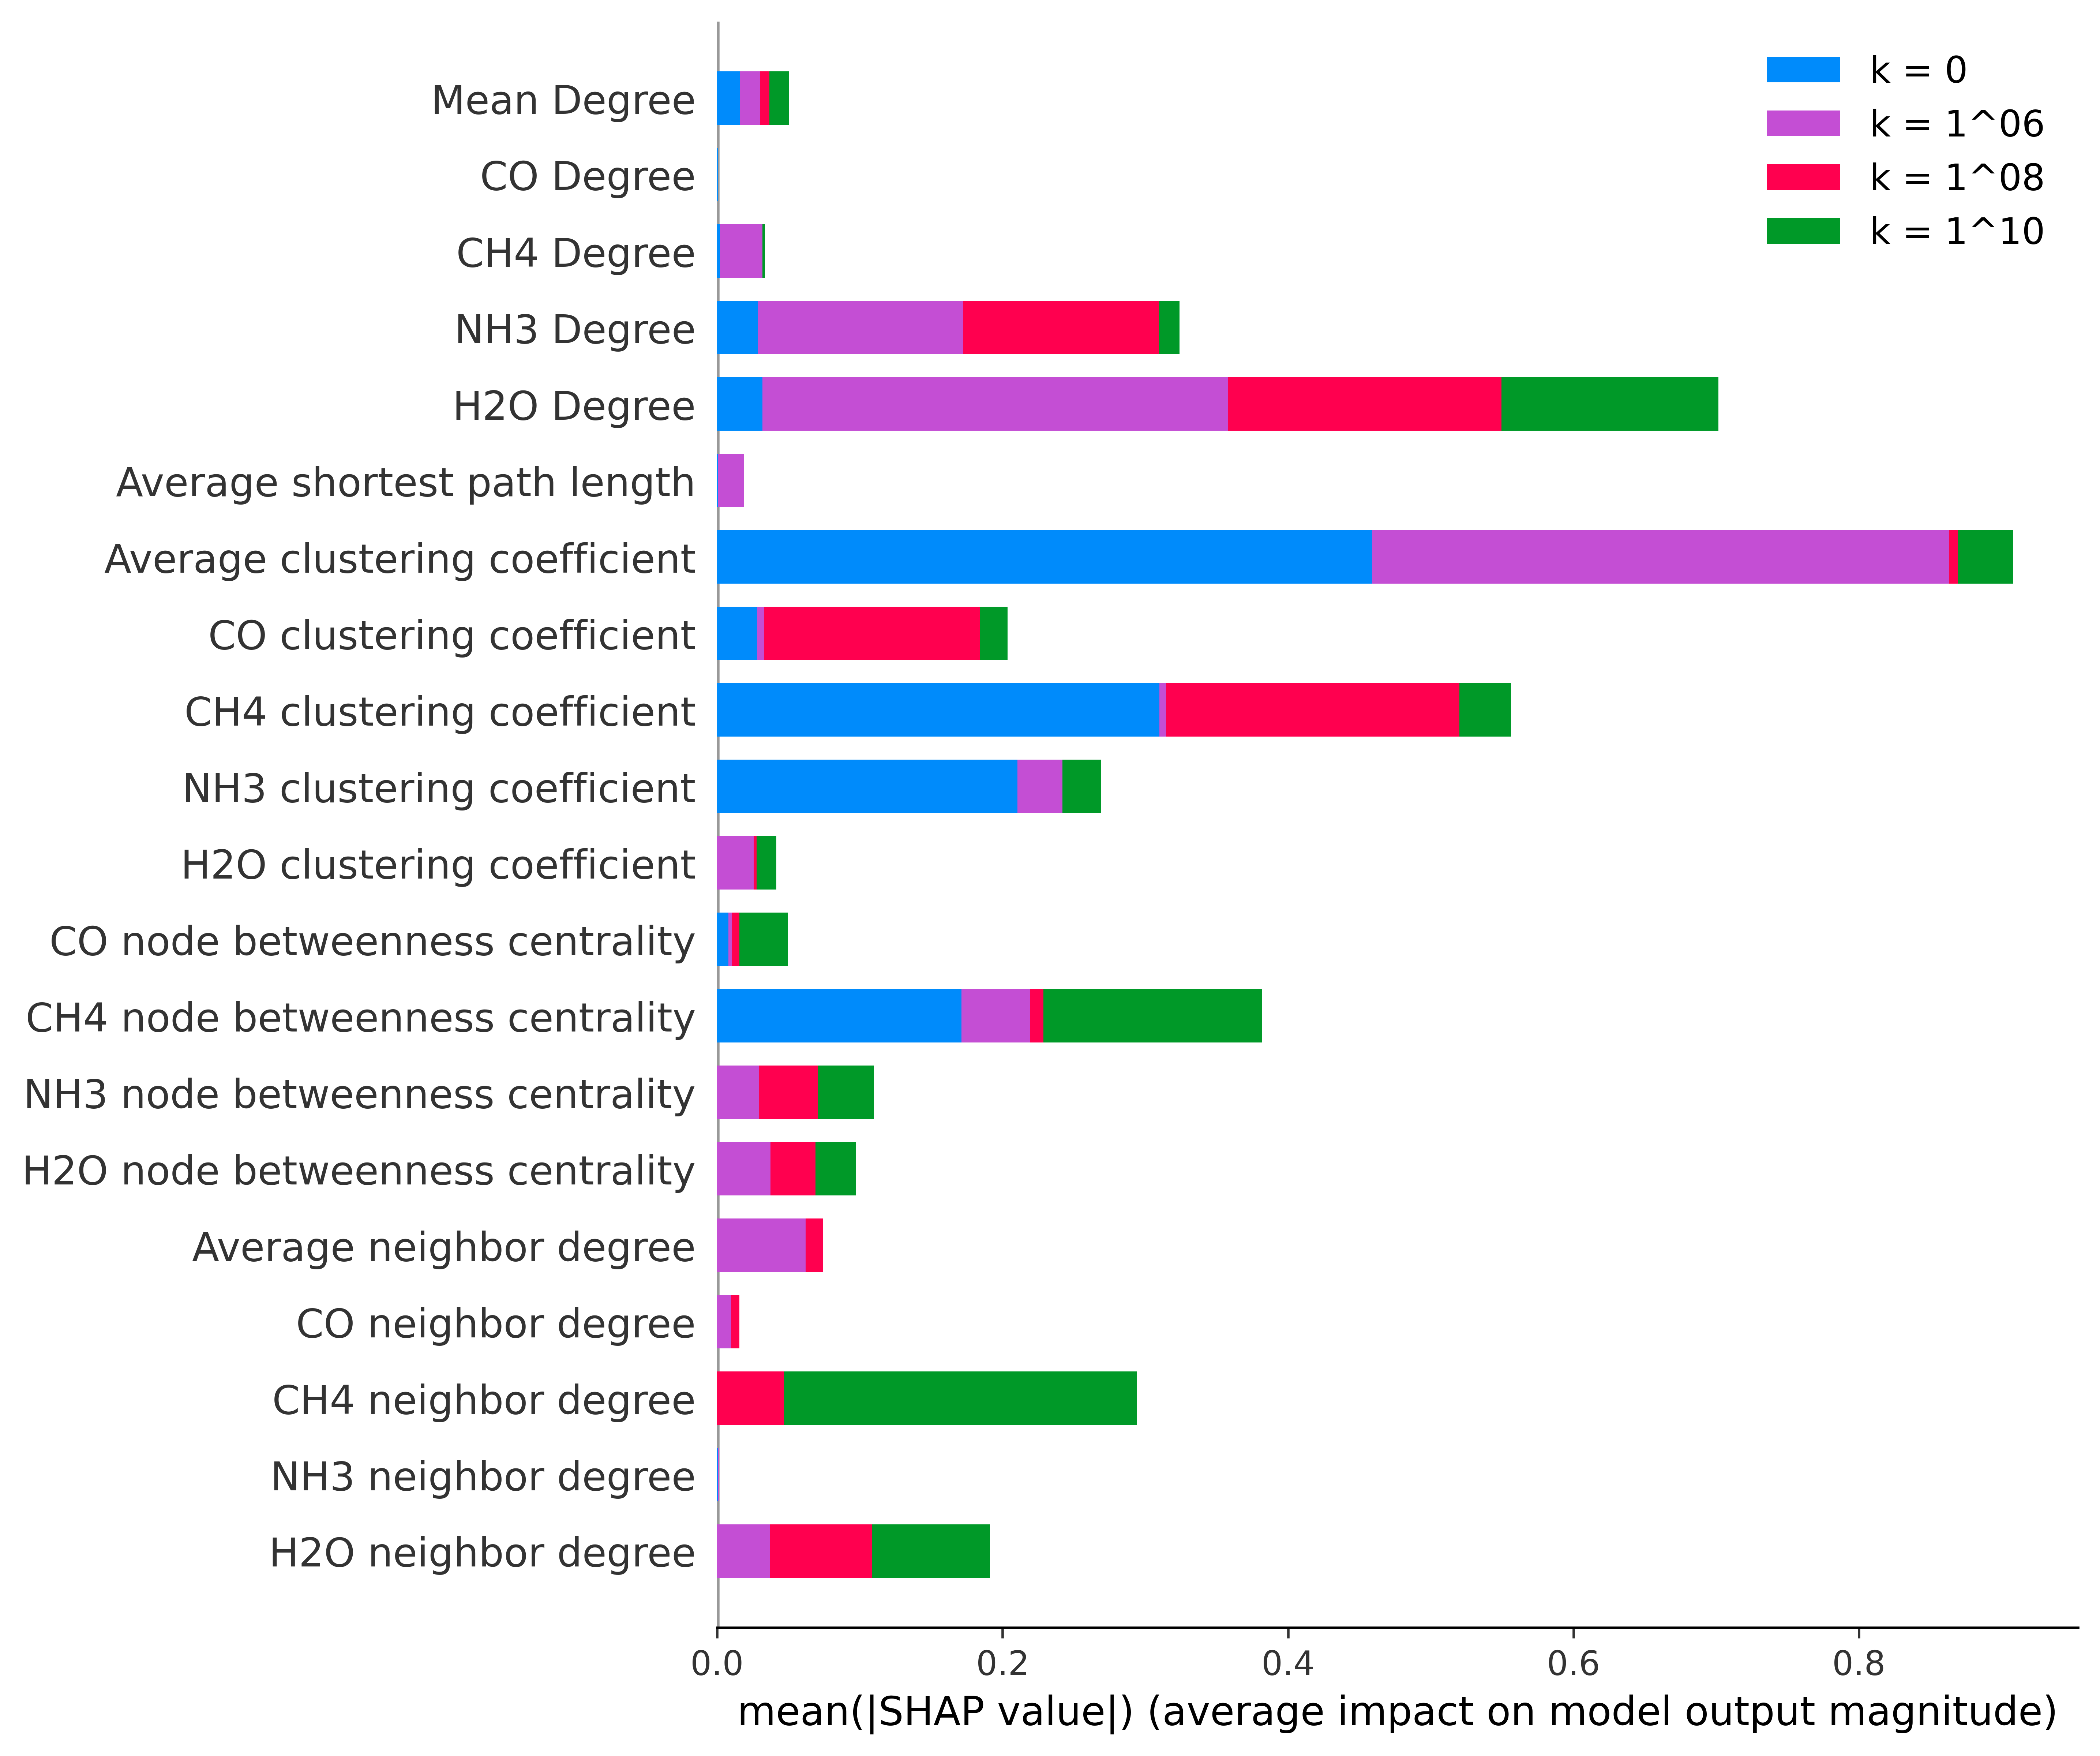 k = 0
k = 1^06
k = 1^08
k = 1^10
Mean Degree
CO Degree
CH4 Degree
NH3 Degree
H2O Degree
Average shortest path length
Average clustering coefficient
CO clustering coefficient
CH4 clustering coefficient
NH3 clustering coefficient
H2O clustering coefficient
CO node betweenness centrality
CH4 node betweenness centrality
NH3 node betweenness centrality
H2O node betweenness centrality
Average neighbor degree
CO neighbor degree
CH4 neighbor degree
NH3 neighbor degree
H2O neighbor degree
0.0 0.2 0.4 0.6 0.8
mean(|SHAP value|) (average impact on model output magnitude)